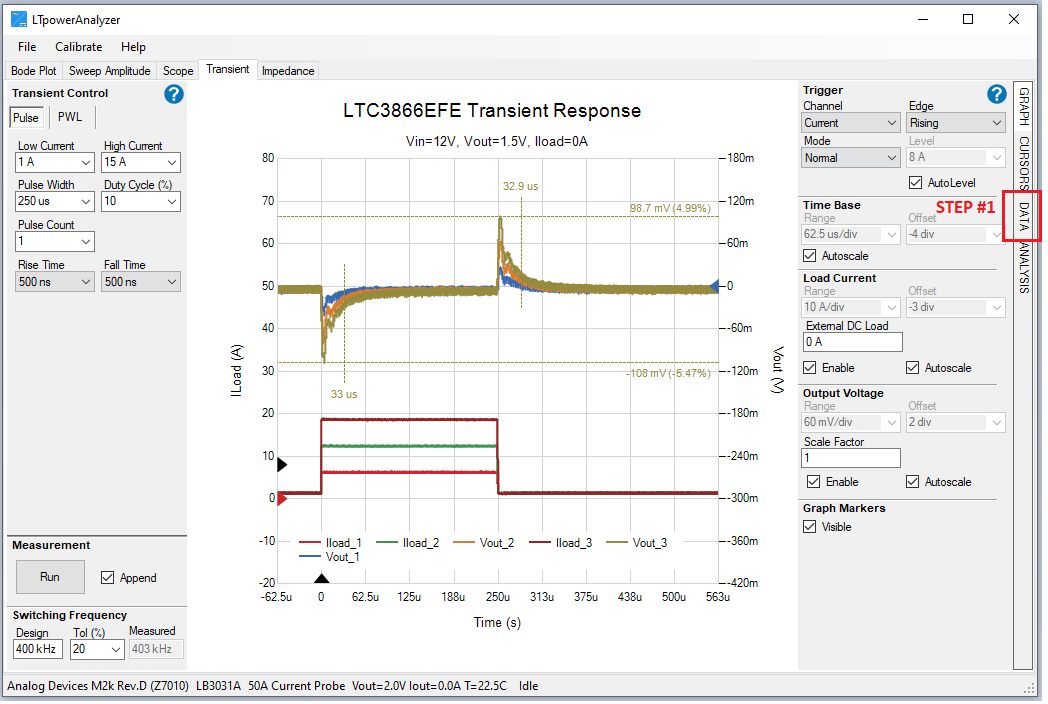 LTpowerAnalyzer
File Calibrate Help
Bode Plot Sweep Amplitude Scope Transient Impedance
Transient Control ?
Pulse PWL
Low Current High Current
1 A 15 A
Pulse Width Duty Cycle (%)
250 us 10
Pulse Count
1
Rise Time Fall Time
500 ns 500 ns
Measurement
Run Append
Switching Frequency
Design Tol (%) Measured
400 kHz 20 403 kHz
LTC3866EFE Transient Response
Vin=12V, Vout=1.5V, Iload=0A
80 180m
32.9 us
70 120m
98.7 mV (4.99%)
60 60m
50 0
40 -60m
30 -120m
-108 mV (-5.47%)
33 us
20 -180m
10 -240m
0 -300m
-10 -360m
-20 -420m
ILoad (A)
Vout (V)
Iload_1 Iload_2 Vout_2 Iload_3 Vout_3
Vout_1
-62.5u 0 62.5u 125u 188u 250u 313u 375u 438u 500u 563u
Time (s)
Trigger ?
Channel Edge
Current Rising
Mode Level
Normal 8 A
AutoLevel
Time Base STEP #1
Range Offset
62.5 us/div -4 div
Autoscale
Load Current
Range Offset
10 A/div -3 div
External DC Load
0 A
Enable Autoscale
Output Voltage
Range Offset
60 mV/div 2 div
Scale Factor
1
Enable Autoscale
Graph Markers
Visible
GRAPH
CURSORS
DATA
ANALYSIS
Analog Devices M2k Rev.D (Z7010) LB3031A 50A Current Probe Vout=2.0V Iout=0.0A T=22.5C Idle